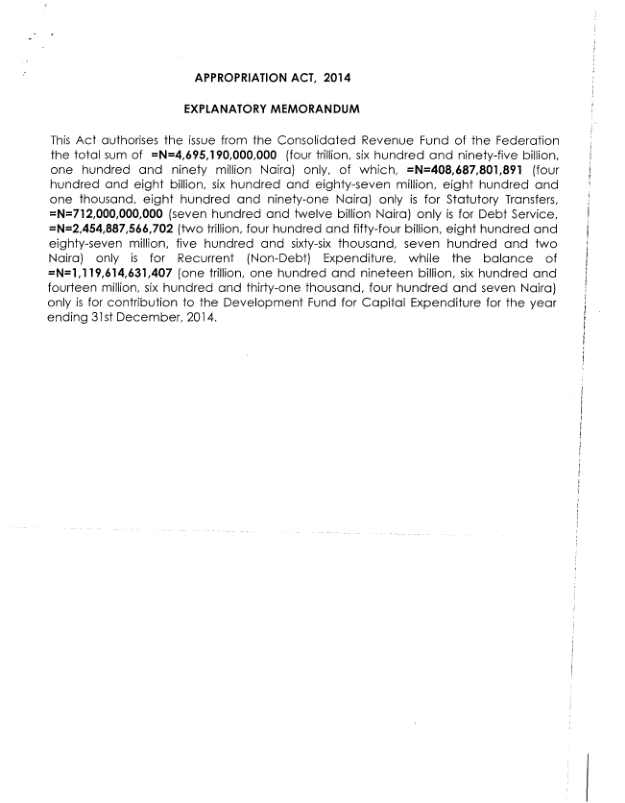 APPROPRIATION ACT, 2014
EXPLANATORY MEMORANDUM
This Act authorises the issue from the Consolidated Revenue Fund of the Federation
the total sum of =N=4,695,190,000,000 (four trillion, six hundred and ninety-five billion,
one hundred and ninety million Naira) only, of which, =N=408,687,801,891 (four
hundred and eight billion, six hundred and eighty-seven million, eight hundred and
one thousand, eight hundred and ninety-one Naira) only is for Statutory Transfers,
=N=712,000,000,000 (seven hundred and twelve billion Naira) only is for Debt Service,
=N=2,454,887,566,702 (two trillion, four hundred and fifty-four billion, eight hundred and
eighty-seven million, five hundred and sixty-six thousand, seven hundred and two
Naira) only is for Recurrent (Non-Debt) Expenditure, while the balance of
=N=1,119,614,631,407 (one trillion, one hundred and nineteen billion, six hundred and
fourteen million, six hundred and thirty-one thousand, four hundred and seven Naira)
only is for contribution to the Development Fund for Capital Expenditure for the year
ending 31st December, 2014.